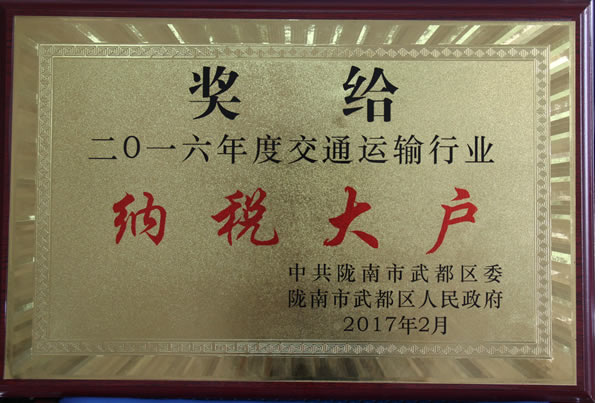 奖给
二〇一六年度交通运输行业
纳税大户
中共陇南市武都区委
陇南市武都区人民政府
2017年2月